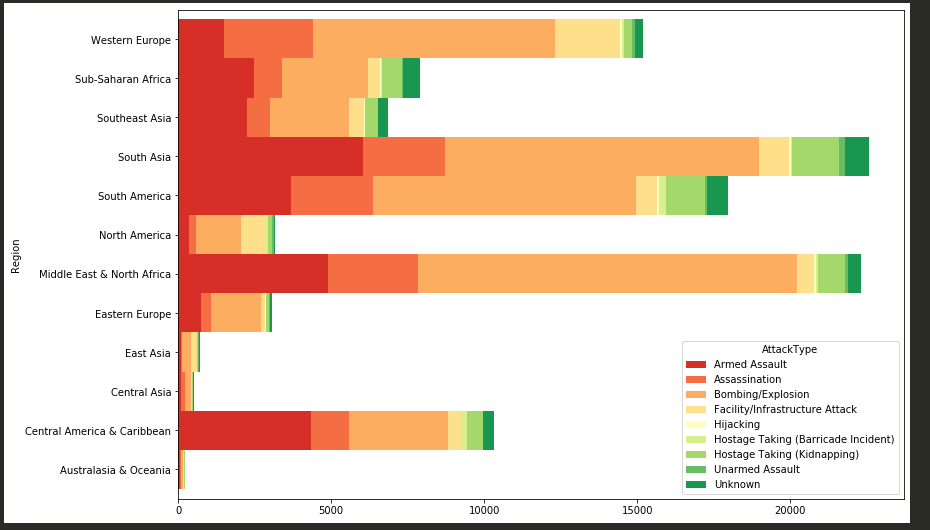 Region
Western Europe
Sub-Saharan Africa
Southeast Asia
South Asia
South America
North America
Middle East & North Africa
Eastern Europe
East Asia
Central Asia
Central America & Caribbean
Australasia & Oceania
AttackType
Armed Assault
Assassination
Bombing/Explosion
Facility/Infrastructure Attack
Hijacking
Hostage Taking (Barricade Incident)
Hostage Taking (Kidnapping)
Unarmed Assault
Unknown
0 5000 10000 15000 20000